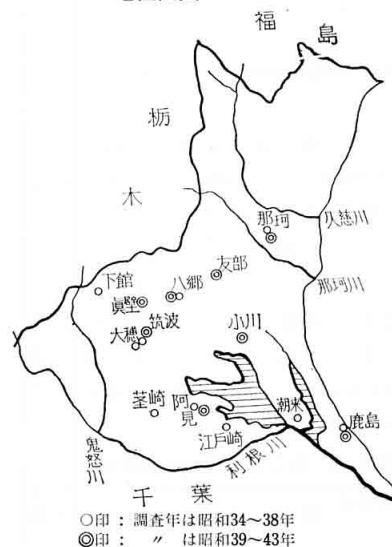 福島
栃木
那珂
久慈川
那珂川
友部
下館
八郷
眞壁
筑波
大穂
小川
茎崎
阿見
潮来
鹿島
江戸崎
鬼怒川
利根川
千葉
○印：調査年は昭和34～38年
◎印：〃は昭和39～43年